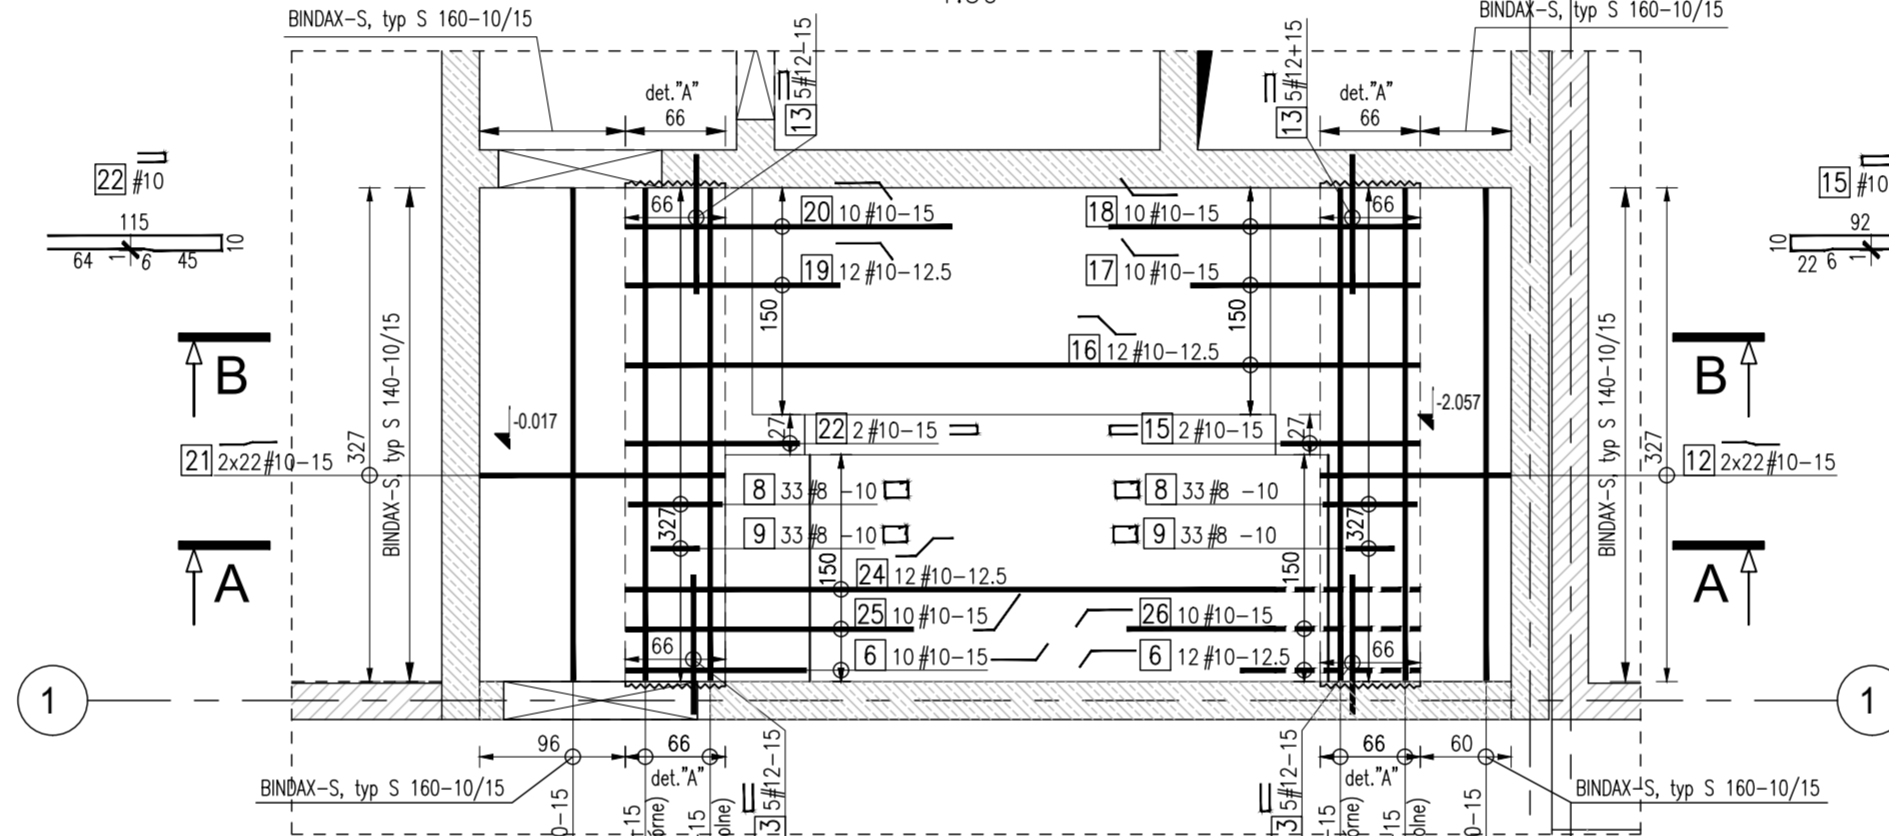 BINDAX-S, typ S 160-10/15
BINDAX-S, typ S 160-10/15
13 5#12-15
13 5#12+15
det."A"
66
det."A"
66
22 #10
115
64 1 6 45
10
15 #10
92
10
22 6 1
66
20 10 #10-15
18 10 #10-15
66
19 12 #10-12.5
17 10 #10-15
150
150
16 12 #10-12.5
B
B
BINDAX-S, typ S 140-10/15
BINDAX-S, typ S 140-10/15
327
327
-0.017
-2.057
27
22 2 #10-15
15 2 #10-15
27
21 2x22#10-15
12 2x22#10-15
8 33 #8 -10
8 33 #8 -10
327
327
9 33 #8 -10
9 33 #8 -10
A
A
150
150
24 12 #10-12.5
25 10 #10-15
26 10 #10-15
66
6 10 #10-15
6 12 #10-12.5
66
1
1
96
66
66
60
det."A"
det."A"
BINDAX-S, typ S 160-10/15
BINDAX-S, typ S 160-10/15
5#12-15
5#12-15